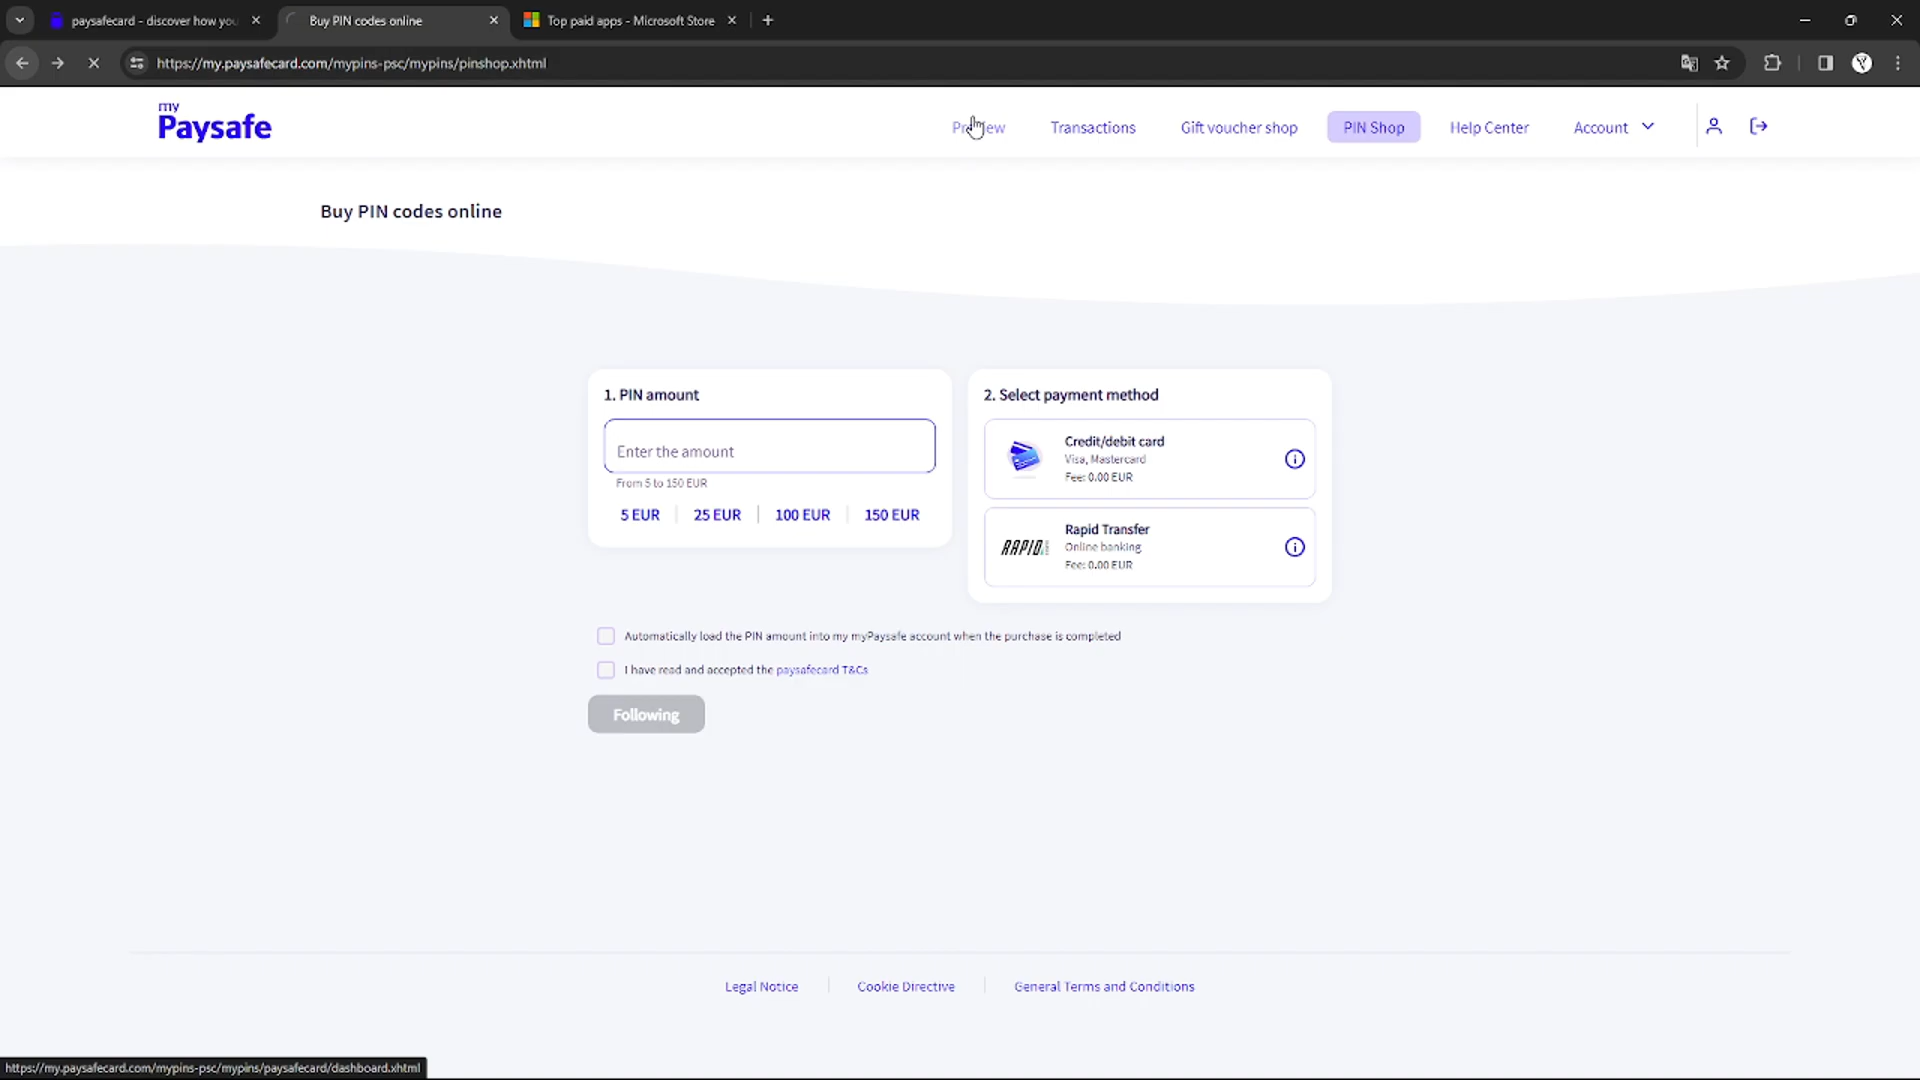 paysafecard - discover how you
Buy PIN codes online
Top paid apps - Microsoft Store
https://my.paysafecard.com/mypins-psc/mypins/pinshop.xhtml
my
Paysafe
Transactions
Gift voucher shop
PIN Shop
Help Center
Account
Buy PIN codes online
1. PIN amount
Enter the amount
From 5 to 150 EUR
5 EUR
25 EUR
100 EUR
150 EUR
2. Select payment method
Credit/debit card
Visa, Mastercard
Fee: 0.00 EUR
RAPID
Rapid Transfer
Online banking
Fee: 0.00 EUR
Automatically load the PIN amount into my myPaysafe account when the purchase is completed
I have read and accepted the paysafecard T&Cs
Following
Legal Notice
Cookie Directive
General Terms and Conditions
https://my.paysafecard.com/mypins-psc/mypins/paysafecard/dashboard.xhtml